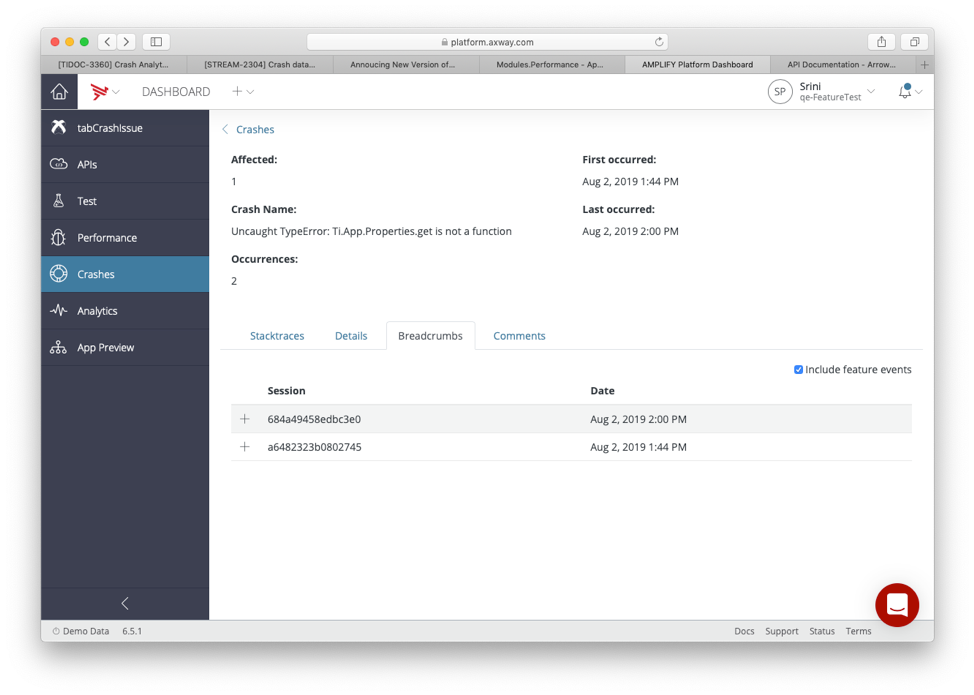 platform.axway.com
[TIDOC-3360] Crash Analyt...
[STREAM-2304] Crash data...
Annoucing New Version of...
Modules.Performance - Ap...
AMPLIFY Platform Dashboard
API Documentation - Arrow...
DASHBOARD
SP
Srini
qe-FeatureTest
tabCrashIssue
APIs
Test
Performance
Crashes
Analytics
App Preview
Crashes
Affected:
1
First occurred:
Aug 2, 2019 1:44 PM
Crash Name:
Uncaught TypeError: Ti.App.Properties.get is not a function
Last occurred:
Aug 2, 2019 2:00 PM
Occurrences:
2
Stacktraces
Details
Breadcrumbs
Comments
Include feature events
Session Date
684a49458edbc3e0 Aug 2, 2019 2:00 PM
a6482323b0802745 Aug 2, 2019 1:44 PM
Demo Data 6.5.1
Docs Support Status Terms